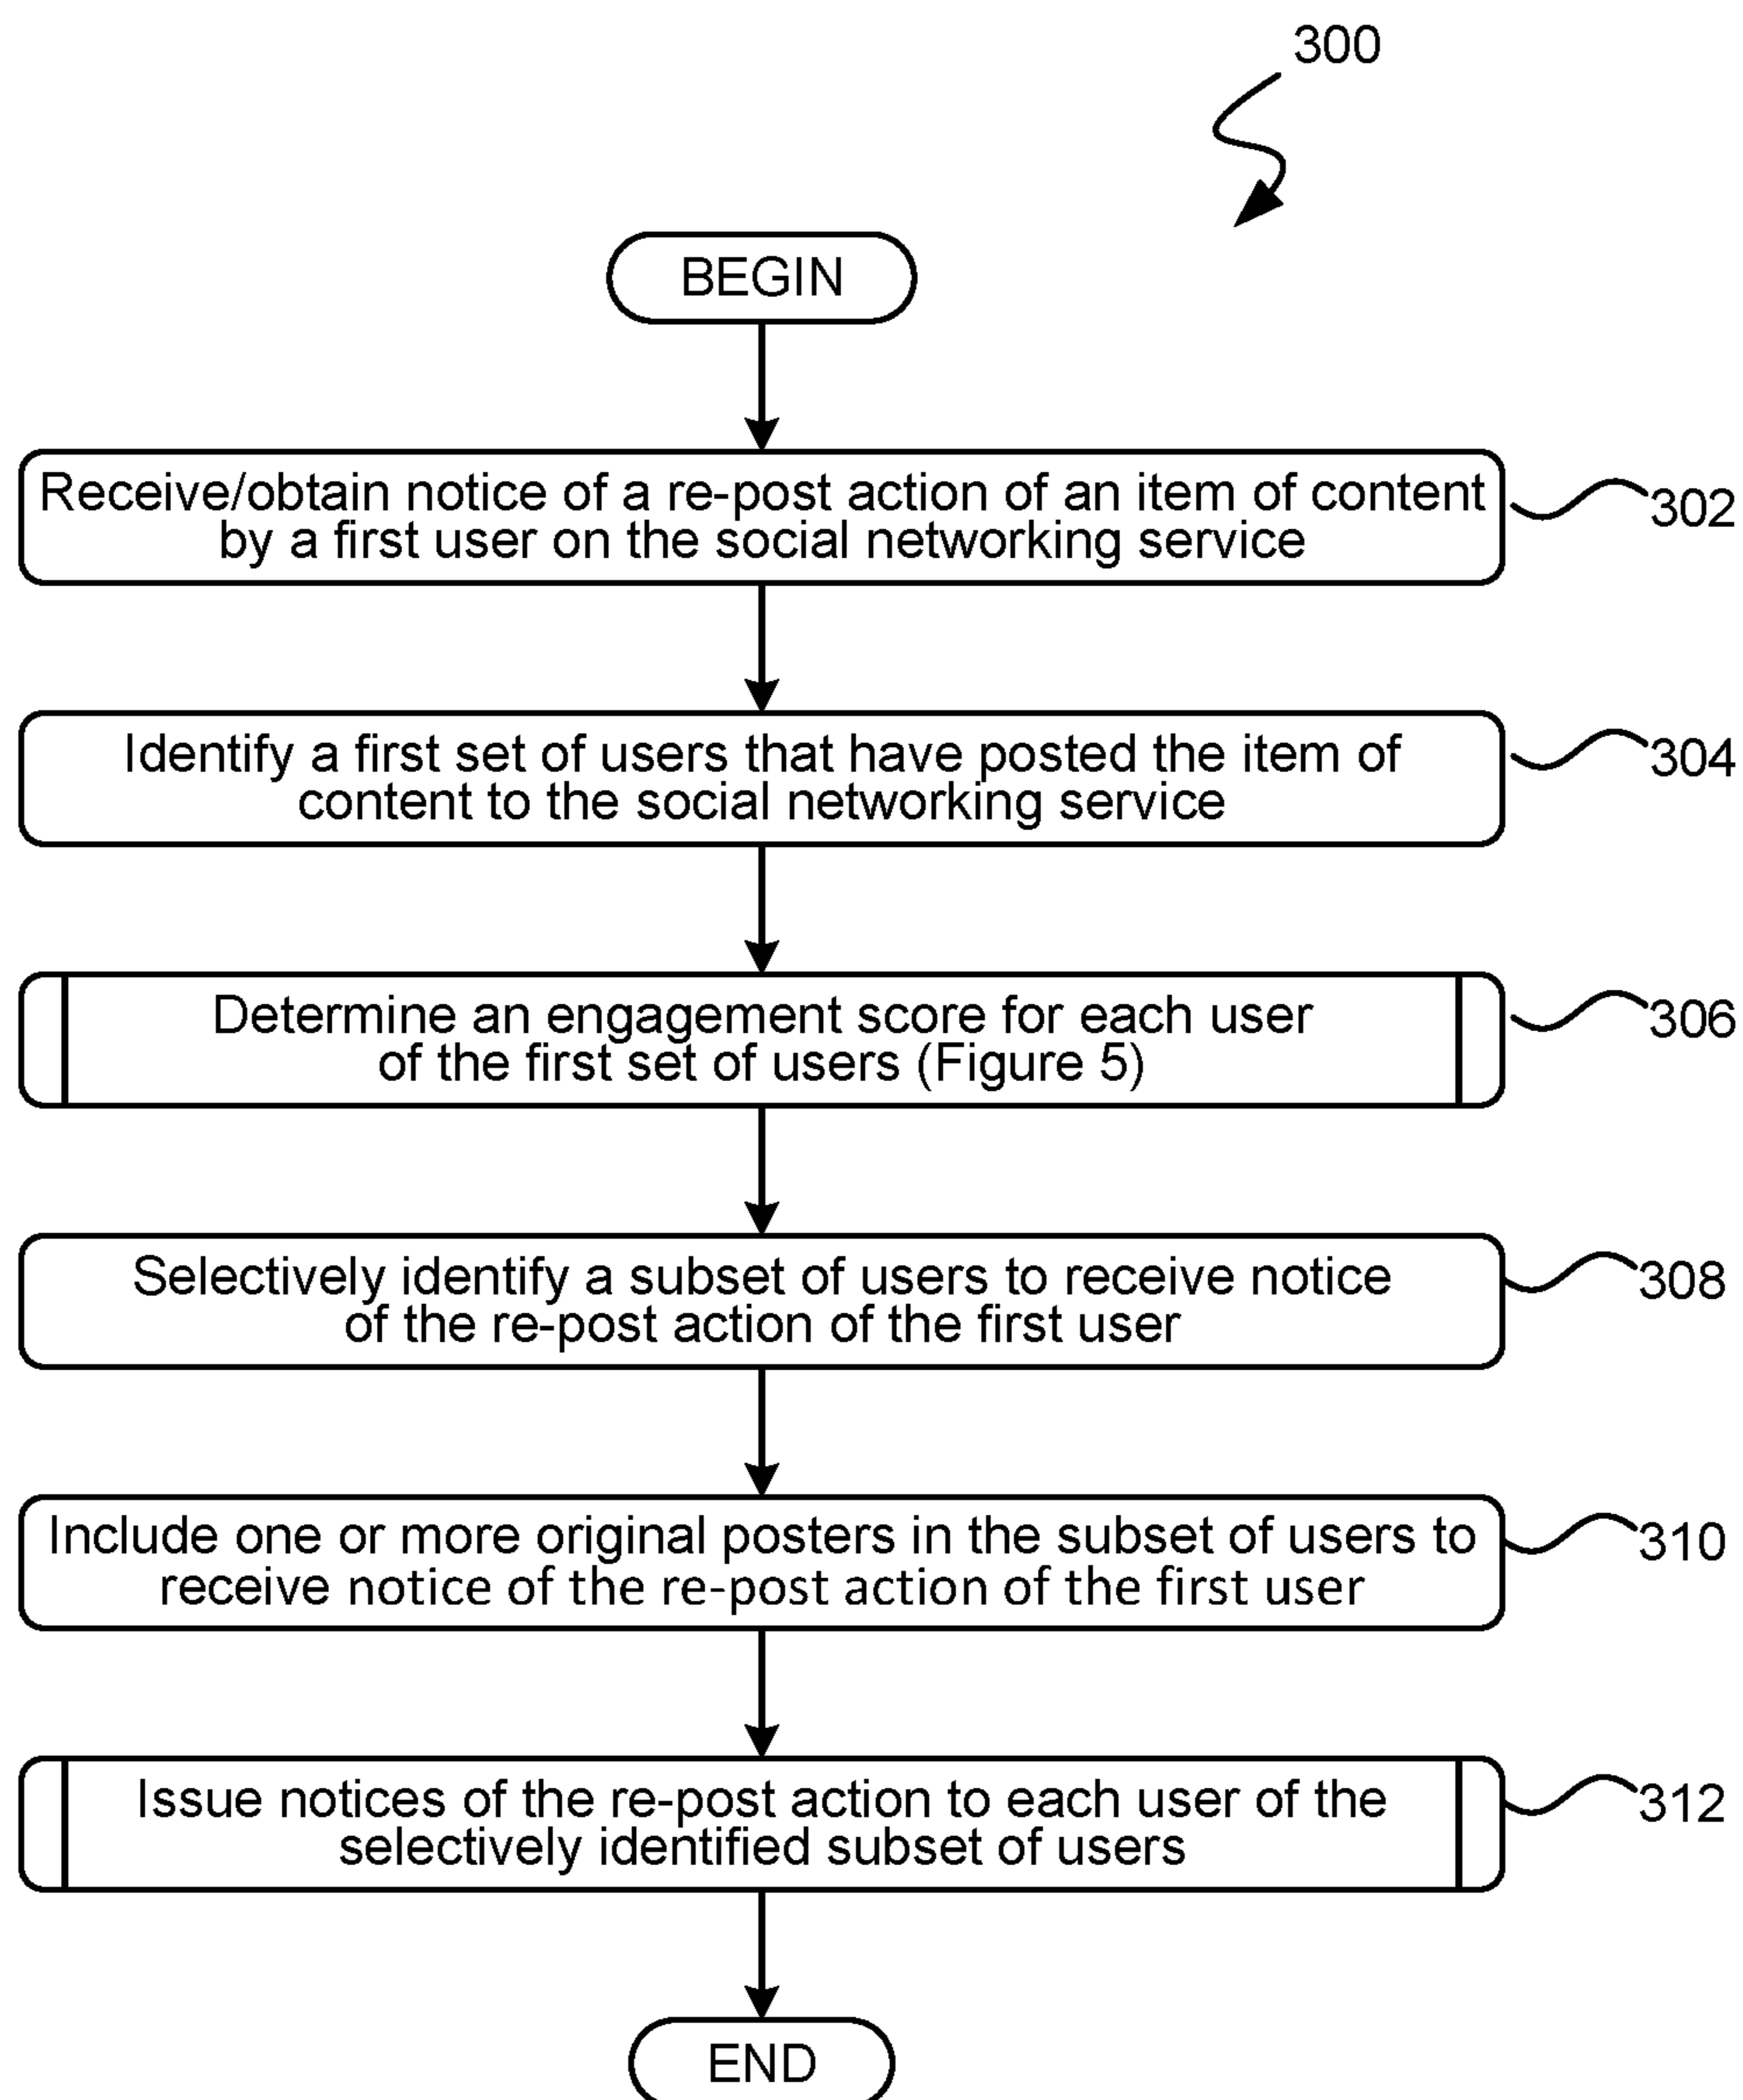 300
BEGIN
Receive/obtain notice of a re-post action of an item of content
by a first user on the social networking service
302
Identify a first set of users that have posted the item of
content to the social networking service
304
Determine an engagement score for each user
of the first set of users (Figure 5)
306
Selectively identify a subset of users to receive notice
of the re-post action of the first user
308
Include one or more original posters in the subset of users to
receive notice of the re-post action of the first user
310
Issue notices of the re-post action to each user of the
selectively identified subset of users
312
END